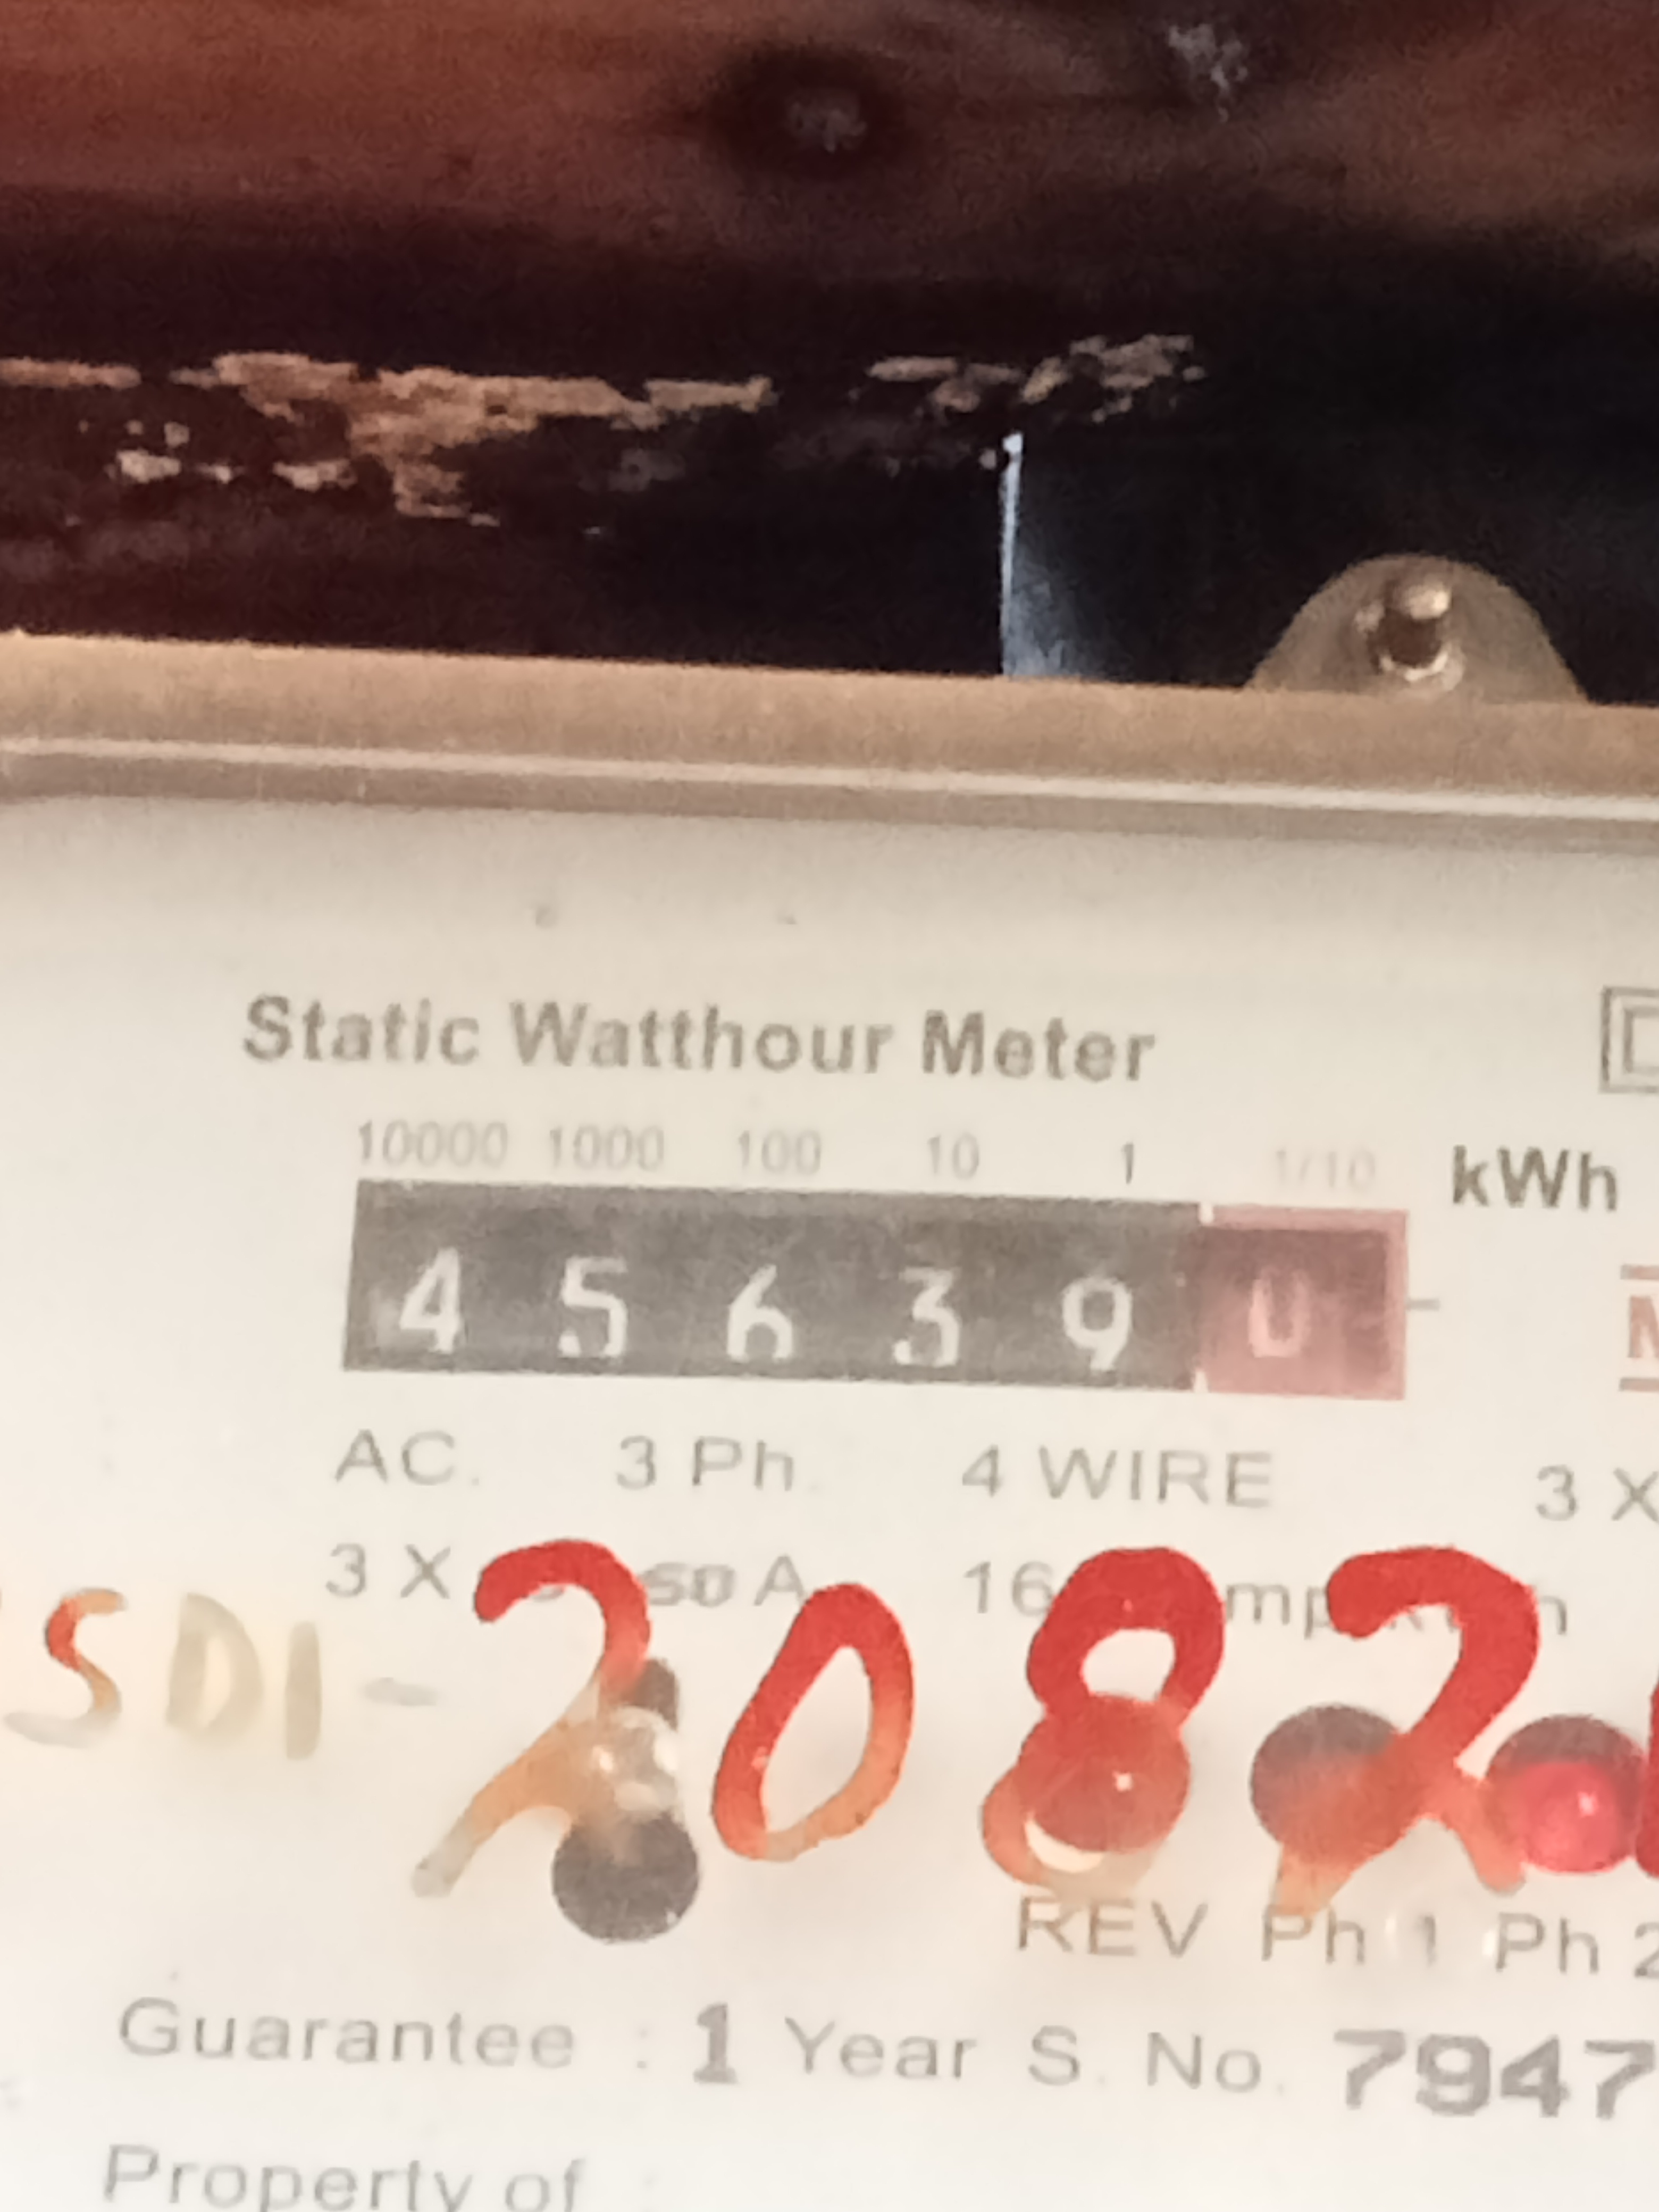 Static Watthour Meter
10000 1000 100 10 1 1/10 kWh
4 5 6 3 9 0
AC. 3 Ph. 4 WIRE 3 X
3 X 50 A 16
SDI-2082
REV Ph 1 Ph 2
Guarantee : 1 Year S. No. 7947
Property of :